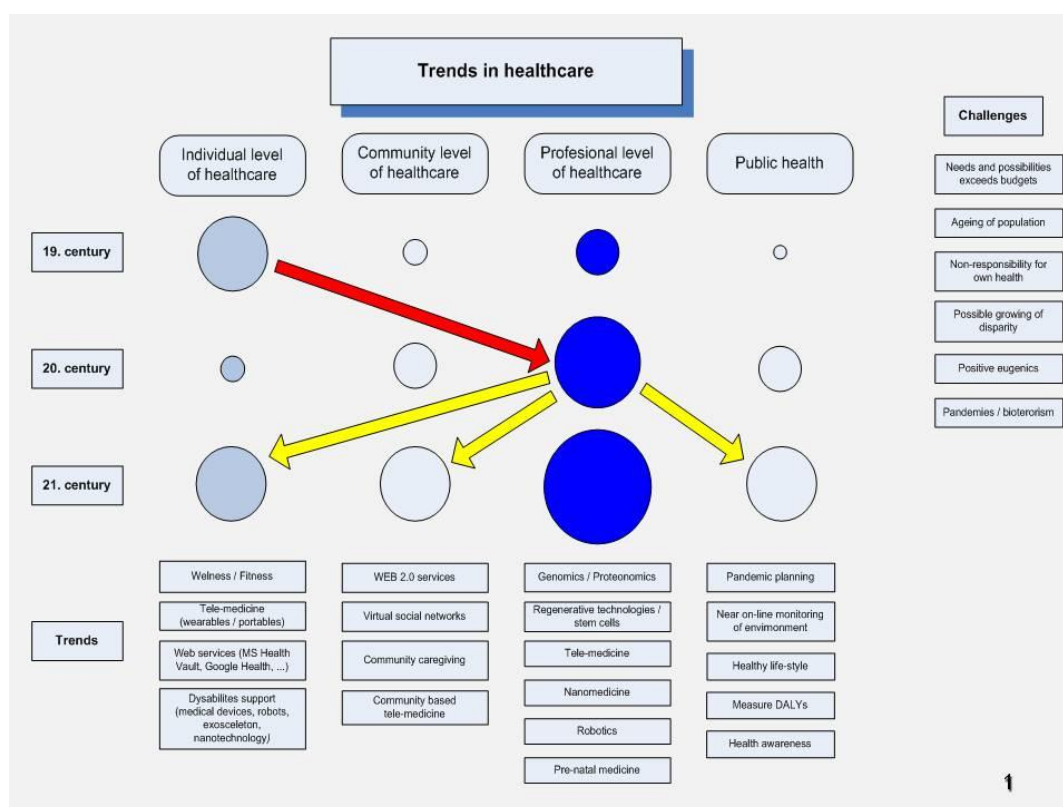 Trends in healthcare
Challenges
Individual level
of healthcare
Community level
of healthcare
Profesional level
of healthcare
Public health
Needs and possibilities
exceeds budgets
19. century
Ageing of population
Non-responsibility for
own health
Possible growing of
disparity
20. century
Positive eugenics
Pandemies / bioterorism
21. century
Trends
Welness / Fitness
Tele-medicine
(wearables / portables)
Web services (MS Health
Vault, Google Health, ...)
Dysabilites support
(medical devices, robots,
exosceleton,
nanotechnology)
WEB 2.0 services
Virtual social networks
Community caregiving
Community based
tele-medicine
Genomics / Proteonomics
Regenerative technologies /
stem cells
Tele-medicine
Nanomedicine
Robotics
Pre-natal medicine
Pandemic planning
Near on-line monitoring
of envimonment
Healthy life-style
Measure DALYs
Health awareness
1